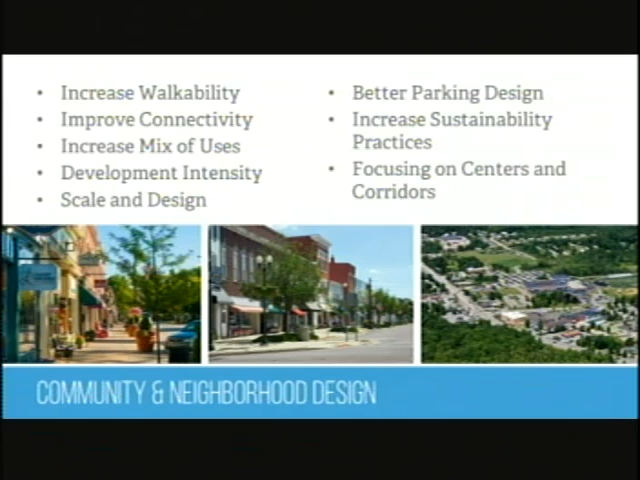 • Increase Walkability
• Improve Connectivity
• Increase Mix of Uses
• Development Intensity
• Scale and Design
• Better Parking Design
• Increase Sustainability
Practices
• Focusing on Centers and
Corridors
COMMUNITY & NEIGHBORHOOD DESIGN